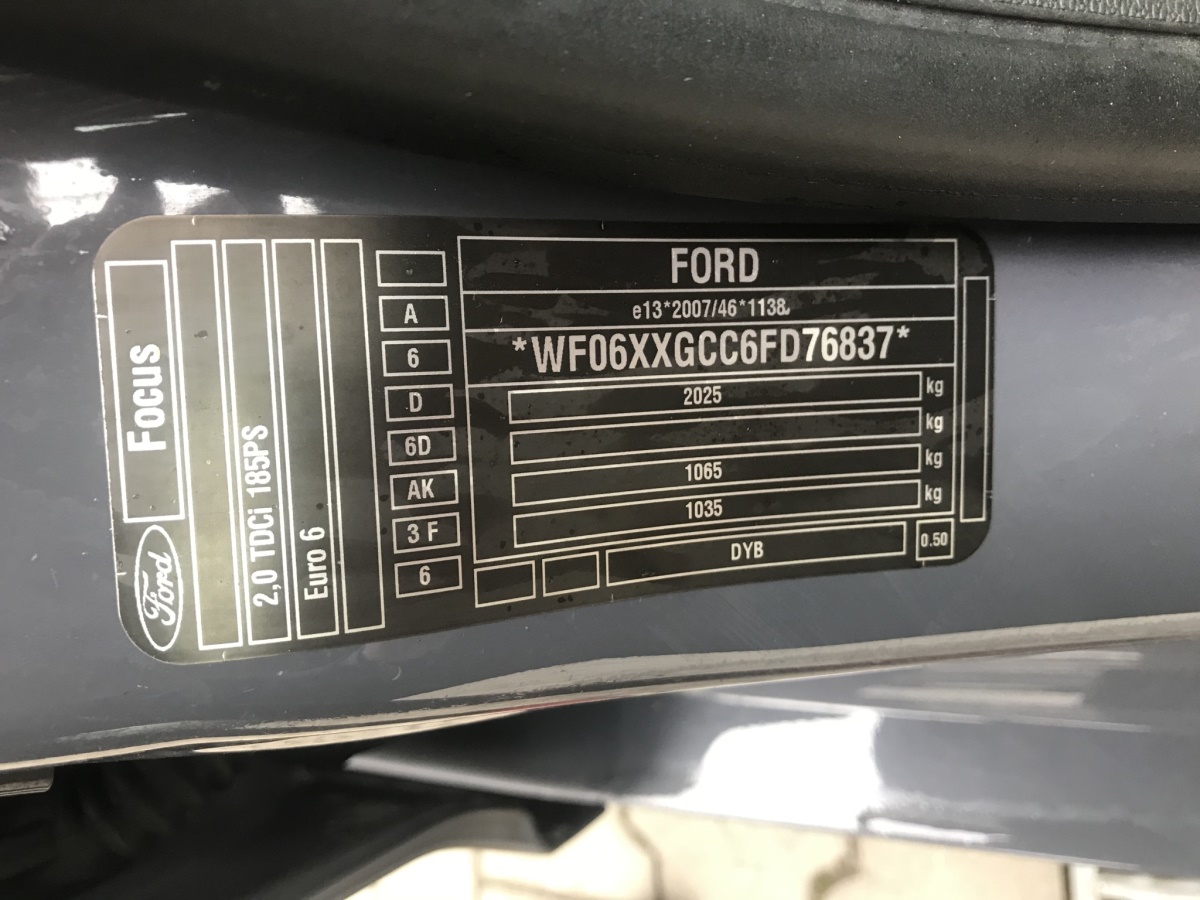 Ford
Focus
2,0 TDCi 185PS
Euro 6
A
6
D
6D
AK
3 F
6
FORD
e13*2007/46*1138
*WF06XXGCC6FD76837*
2025 kg
kg
1065 kg
1035 kg
DYB
0.50